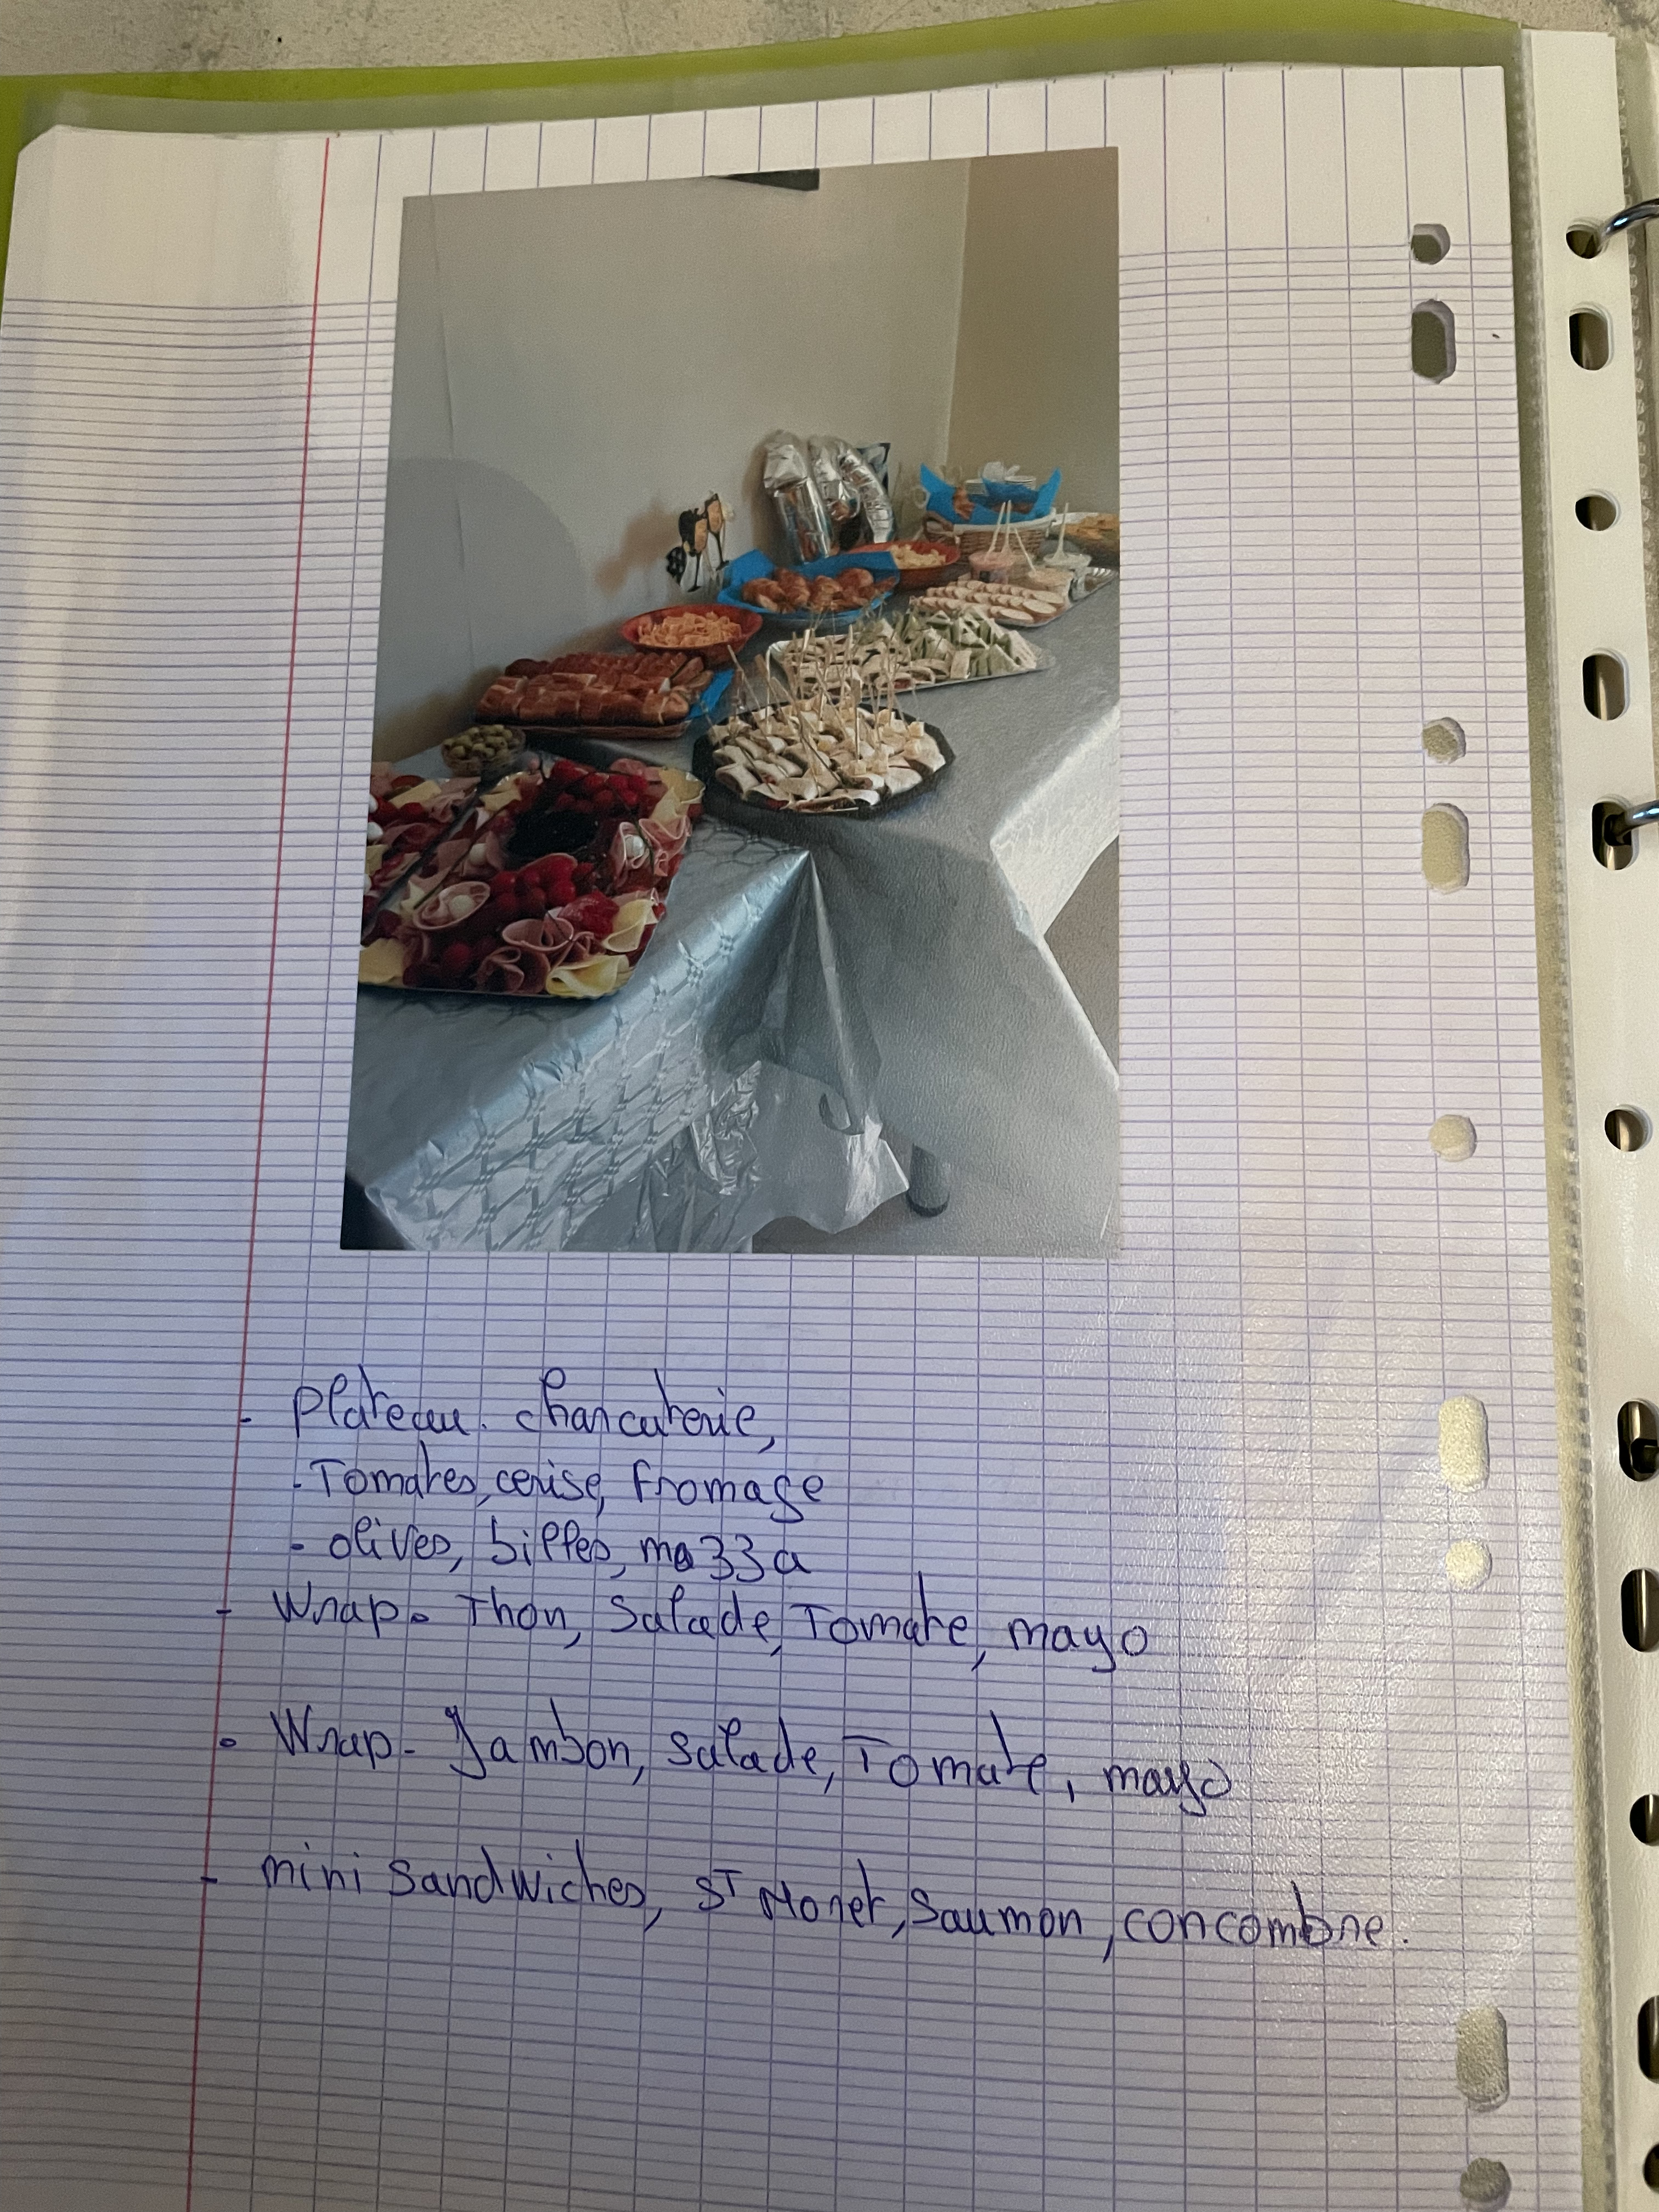 - Plateau. charcuterie,
- Tomates, cerise, Fromage
- olives, billes, mozza
- Wrap - Thon, Salade, Tomate, mayo
- Wrap - Jambon, salade, Tomate, mayo
- mini sandwiches, ST Moret, Saumon, concombre.